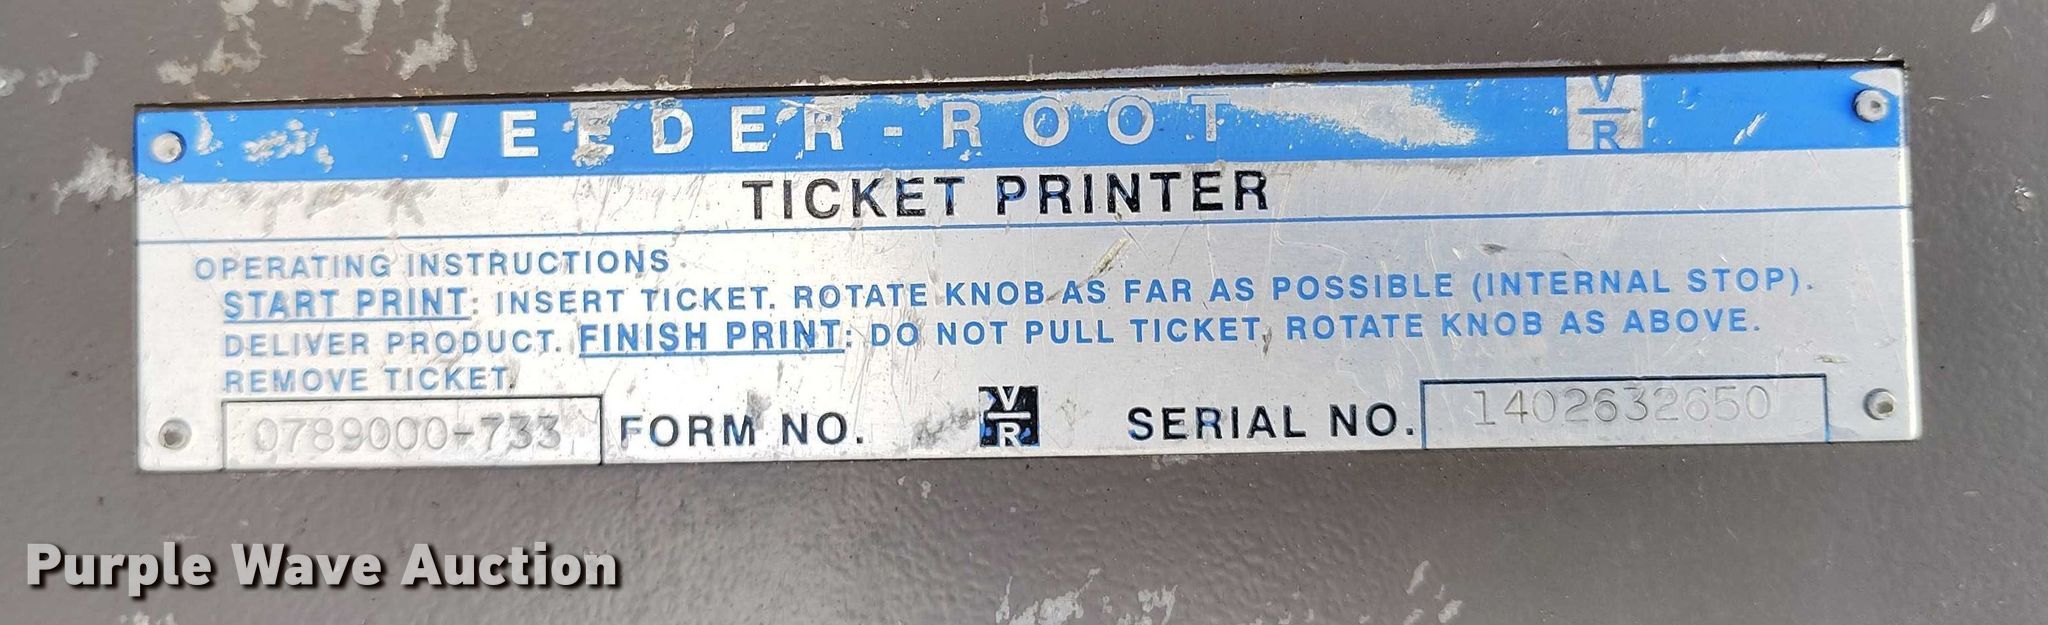 VEEDER-ROOT
V
R
TICKET PRINTER
OPERATING INSTRUCTIONS
START PRINT: INSERT TICKET. ROTATE KNOB AS FAR AS POSSIBLE (INTERNAL STOP).
DELIVER PRODUCT. FINISH PRINT: DO NOT PULL TICKET, ROTATE KNOB AS ABOVE.
REMOVE TICKET.
0789000-733 FORM NO. V R SERIAL NO. 1402632650
Purple Wave Auction